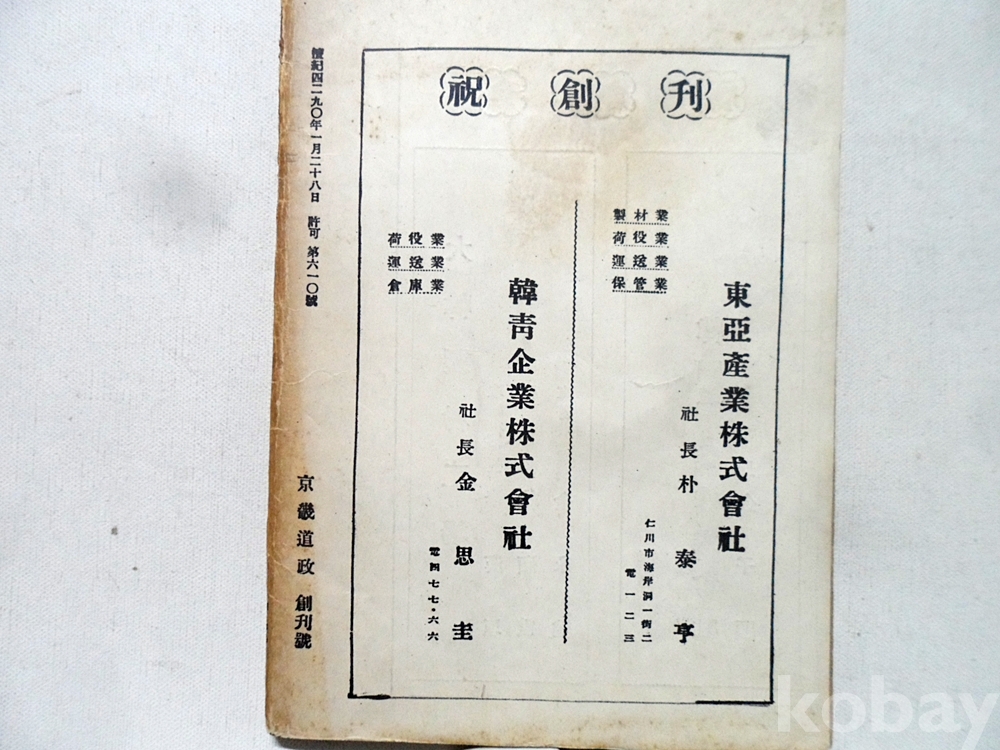 祝創刊
製材業
荷役業
運送業
保管業
東亞產業株式會社
社長 朴泰亨
仁川市海岸洞一街二
電一二三
荷役業
運送業
倉庫業
韓靑企業株式會社
社長 金思圭
電四七七・六六
檀紀四二九〇年一月二十八日 許可 第六一〇號
京畿道政 創刊號
kobay